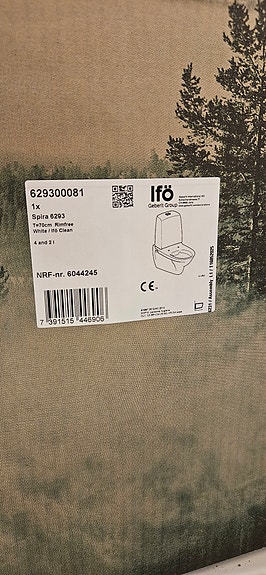 629300081
1x
Spira 6293
T=70cm Rimfree
White / Ifö Clean
4 and 2 l
NRF-nr. 6044245
7 391515 446906
Ifö
Geberit Group
CE